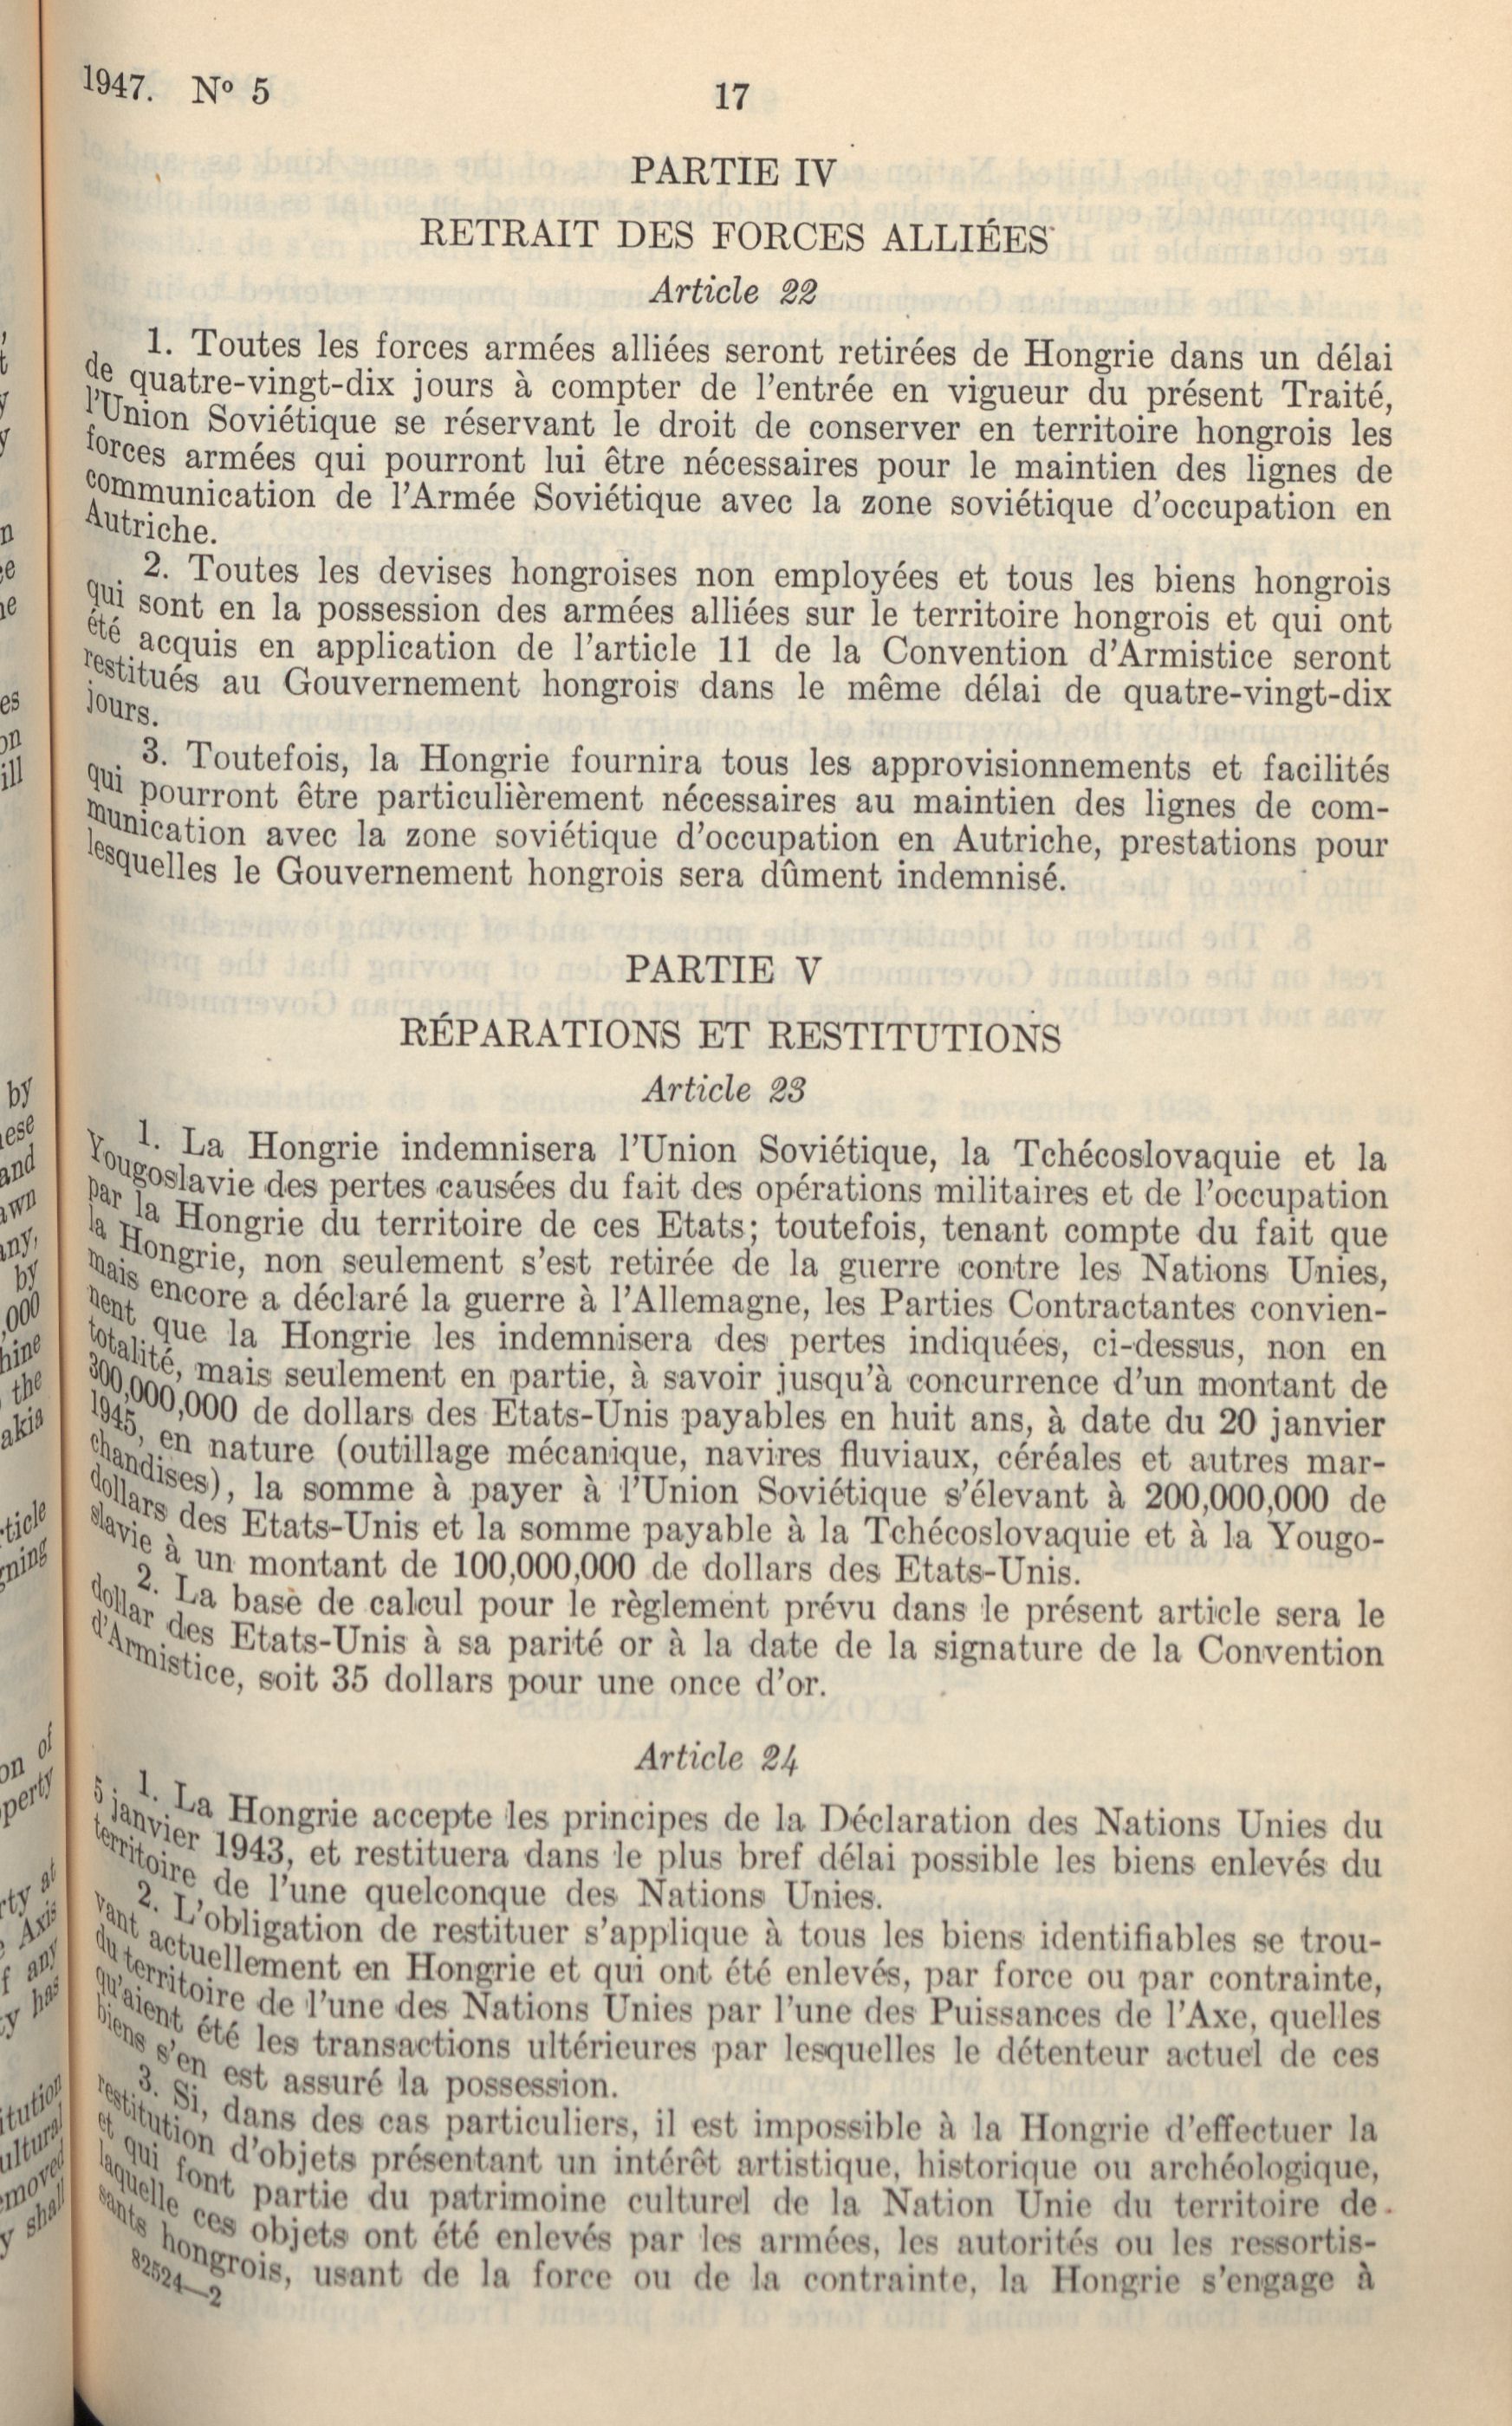 1947. Nº 5
17
PARTIE IV
RETRAIT DES FORCES ALLIÉES
Article 22
1. Toutes les forces armées alliées seront retirées de Hongrie dans un délai
de quatre-vingt-dix jours à compter de l'entrée en vigueur du présent Traité,
l'Union Soviétique se réservant le droit de conserver en territoire hongrois les
forces armées qui pourront lui être nécessaires pour le maintien des lignes de
communication de l'Armée Soviétique avec la zone soviétique d'occupation en
Autriche.
2. Toutes les devises hongroises non employées et tous les biens hongrois
qui sont en la possession des armées alliées sur le territoire hongrois et qui ont
été acquis en application de l'article 11 de la Convention d'Armistice seront
restitués au Gouvernement hongrois dans le même délai de quatre-vingt-dix
jours.
3. Toutefois, la Hongrie fournira tous les approvisionnements et facilités
qui pourront être particulièrement nécessaires au maintien des lignes de com-
munication avec la zone soviétique d'occupation en Autriche, prestations pour
lesquelles le Gouvernement hongrois sera dûment indemnisé.
PARTIE V
RÉPARATIONS ET RESTITUTIONS
Article 23
1. La Hongrie indemnisera l'Union Soviétique, la Tchécoslovaquie et la
Yougoslavie des pertes causées du fait des opérations militaires et de l'occupation
par la Hongrie du territoire de ces Etats; toutefois, tenant compte du fait que
la Hongrie, non seulement s'est retirée de la guerre contre les Nations Unies,
mais encore a déclaré la guerre à l'Allemagne, les Parties Contractantes convien-
nent que la Hongrie les indemnisera des pertes indiquées, ci-dessus, non en
totalité, mais seulement en partie, à savoir jusqu'à concurrence d'un montant de
300,000,000 de dollars des Etats-Unis payables en huit ans, à date du 20 janvier
1945, en nature (outillage mécanique, navires fluviaux, céréales et autres mar-
chandises), la somme à payer à l'Union Soviétique s'élevant à 200,000,000 de
dollars des Etats-Unis et la somme payable à la Tchécoslovaquie et à la Yougo-
slavie à un montant de 100,000,000 de dollars des Etats-Unis.
2. La base de calcul pour le règlement prévu dans le présent article sera le
dollar des Etats-Unis à sa parité or à la date de la signature de la Convention
d'Armistice, soit 35 dollars pour une once d'or.
Article 24
1. La Hongrie accepte les principes de la Déclaration des Nations Unies du
5 janvier 1943, et restituera dans le plus bref délai possible les biens enlevés du
territoire de l'une quelconque des Nations Unies.
2. L'obligation de restituer s'applique à tous les biens identifiables se trou-
vant actuellement en Hongrie et qui ont été enlevés, par force ou par contrainte,
du territoire de l'une des Nations Unies par l'une des Puissances de l'Axe, quelles
qu'aient été les transactions ultérieures par lesquelles le détenteur actuel de ces
biens s'en est assuré la possession.
3. Si, dans des cas particuliers, il est impossible à la Hongrie d'effectuer la
restitution d'objets présentant un intérêt artistique, historique ou archéologique,
et qui font partie du patrimoine culturel de la Nation Unie du territoire de
laquelle ces objets ont été enlevés par les armées, les autorités ou les ressortis-
sants hongrois, usant de la force ou de la contrainte, la Hongrie s'engage à
82524—2